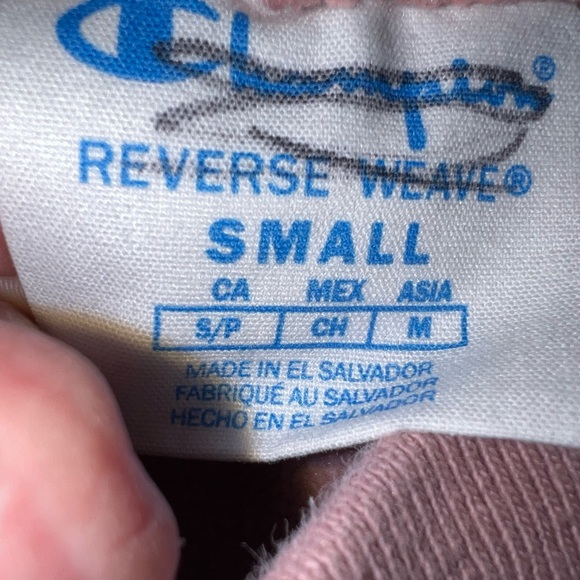 Champion®
REVERSE WEAVE®
SMALL
CA MEX ASIA
S/P CH M
MADE IN EL SALVADOR
FABRIQUÉ AU SALVADOR
HECHO EN EL SALVADOR